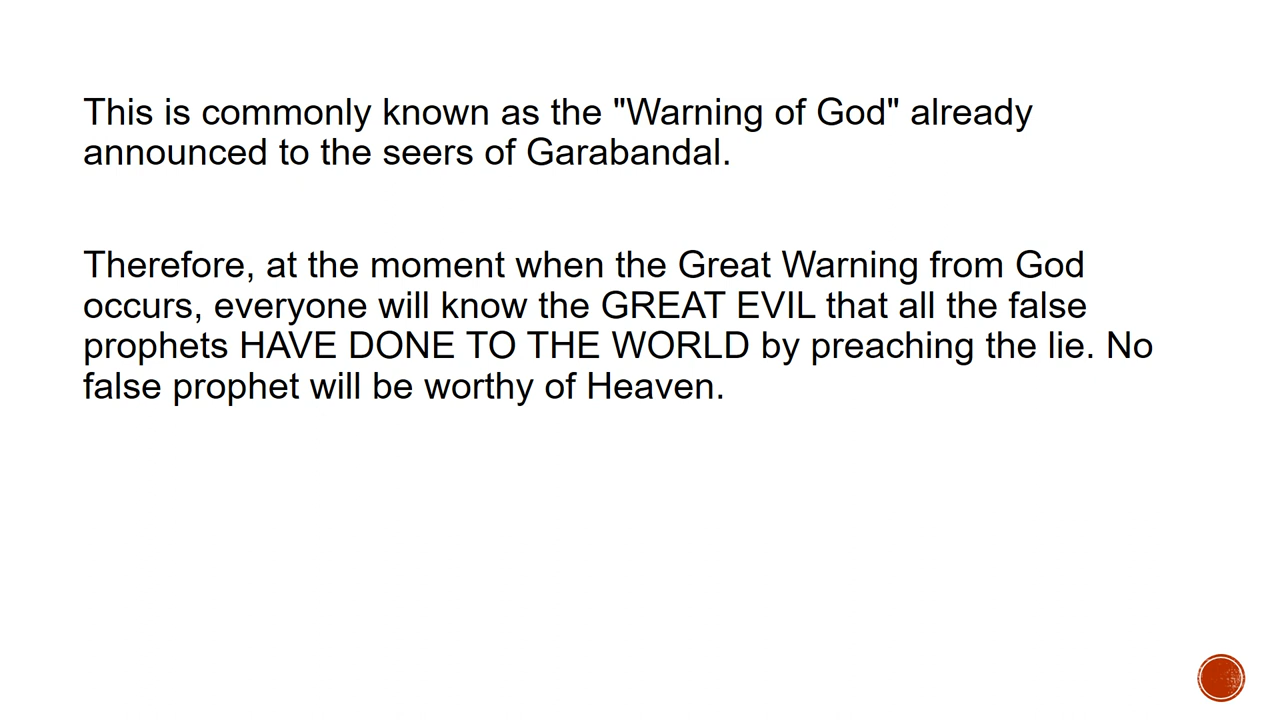 This is commonly known as the "Warning of God" already
announced to the seers of Garabandal.
Therefore, at the moment when the Great Warning from God
occurs, everyone will know the GREAT EVIL that all the false
prophets HAVE DONE TO THE WORLD by preaching the lie. No
false prophet will be worthy of Heaven.